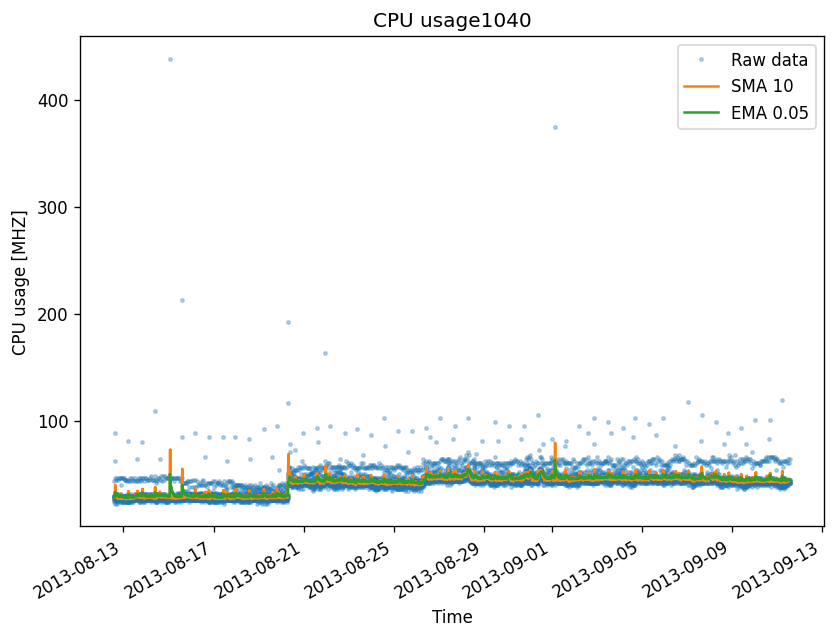 CPU usage1040
Raw data
SMA 10
EMA 0.05
CPU usage [MHZ]
400
300
200
100
2013-08-13
2013-08-17
2013-08-21
2013-08-25
2013-08-29
2013-09-01
2013-09-05
2013-09-09
2013-09-13
Time